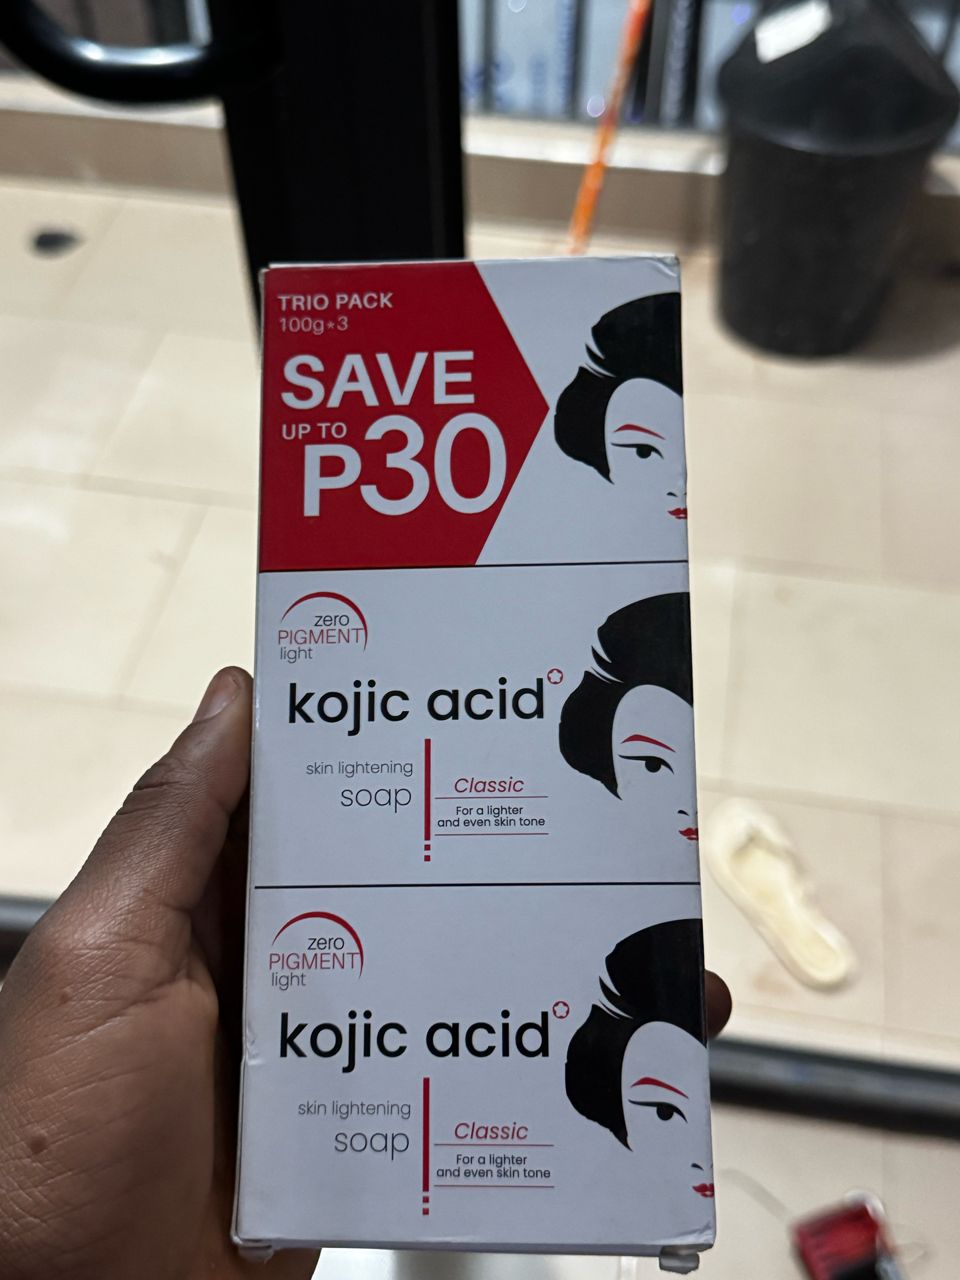 TRIO PACK
100g*3
SAVE
UP TO
P30
zero
PIGMENT
light
kojic acid
skin lightening
soap
Classic
For a lighter
and even skin tone
zero
PIGMENT
light
kojic acid
skin lightening
soap
Classic
For a lighter
and even skin tone